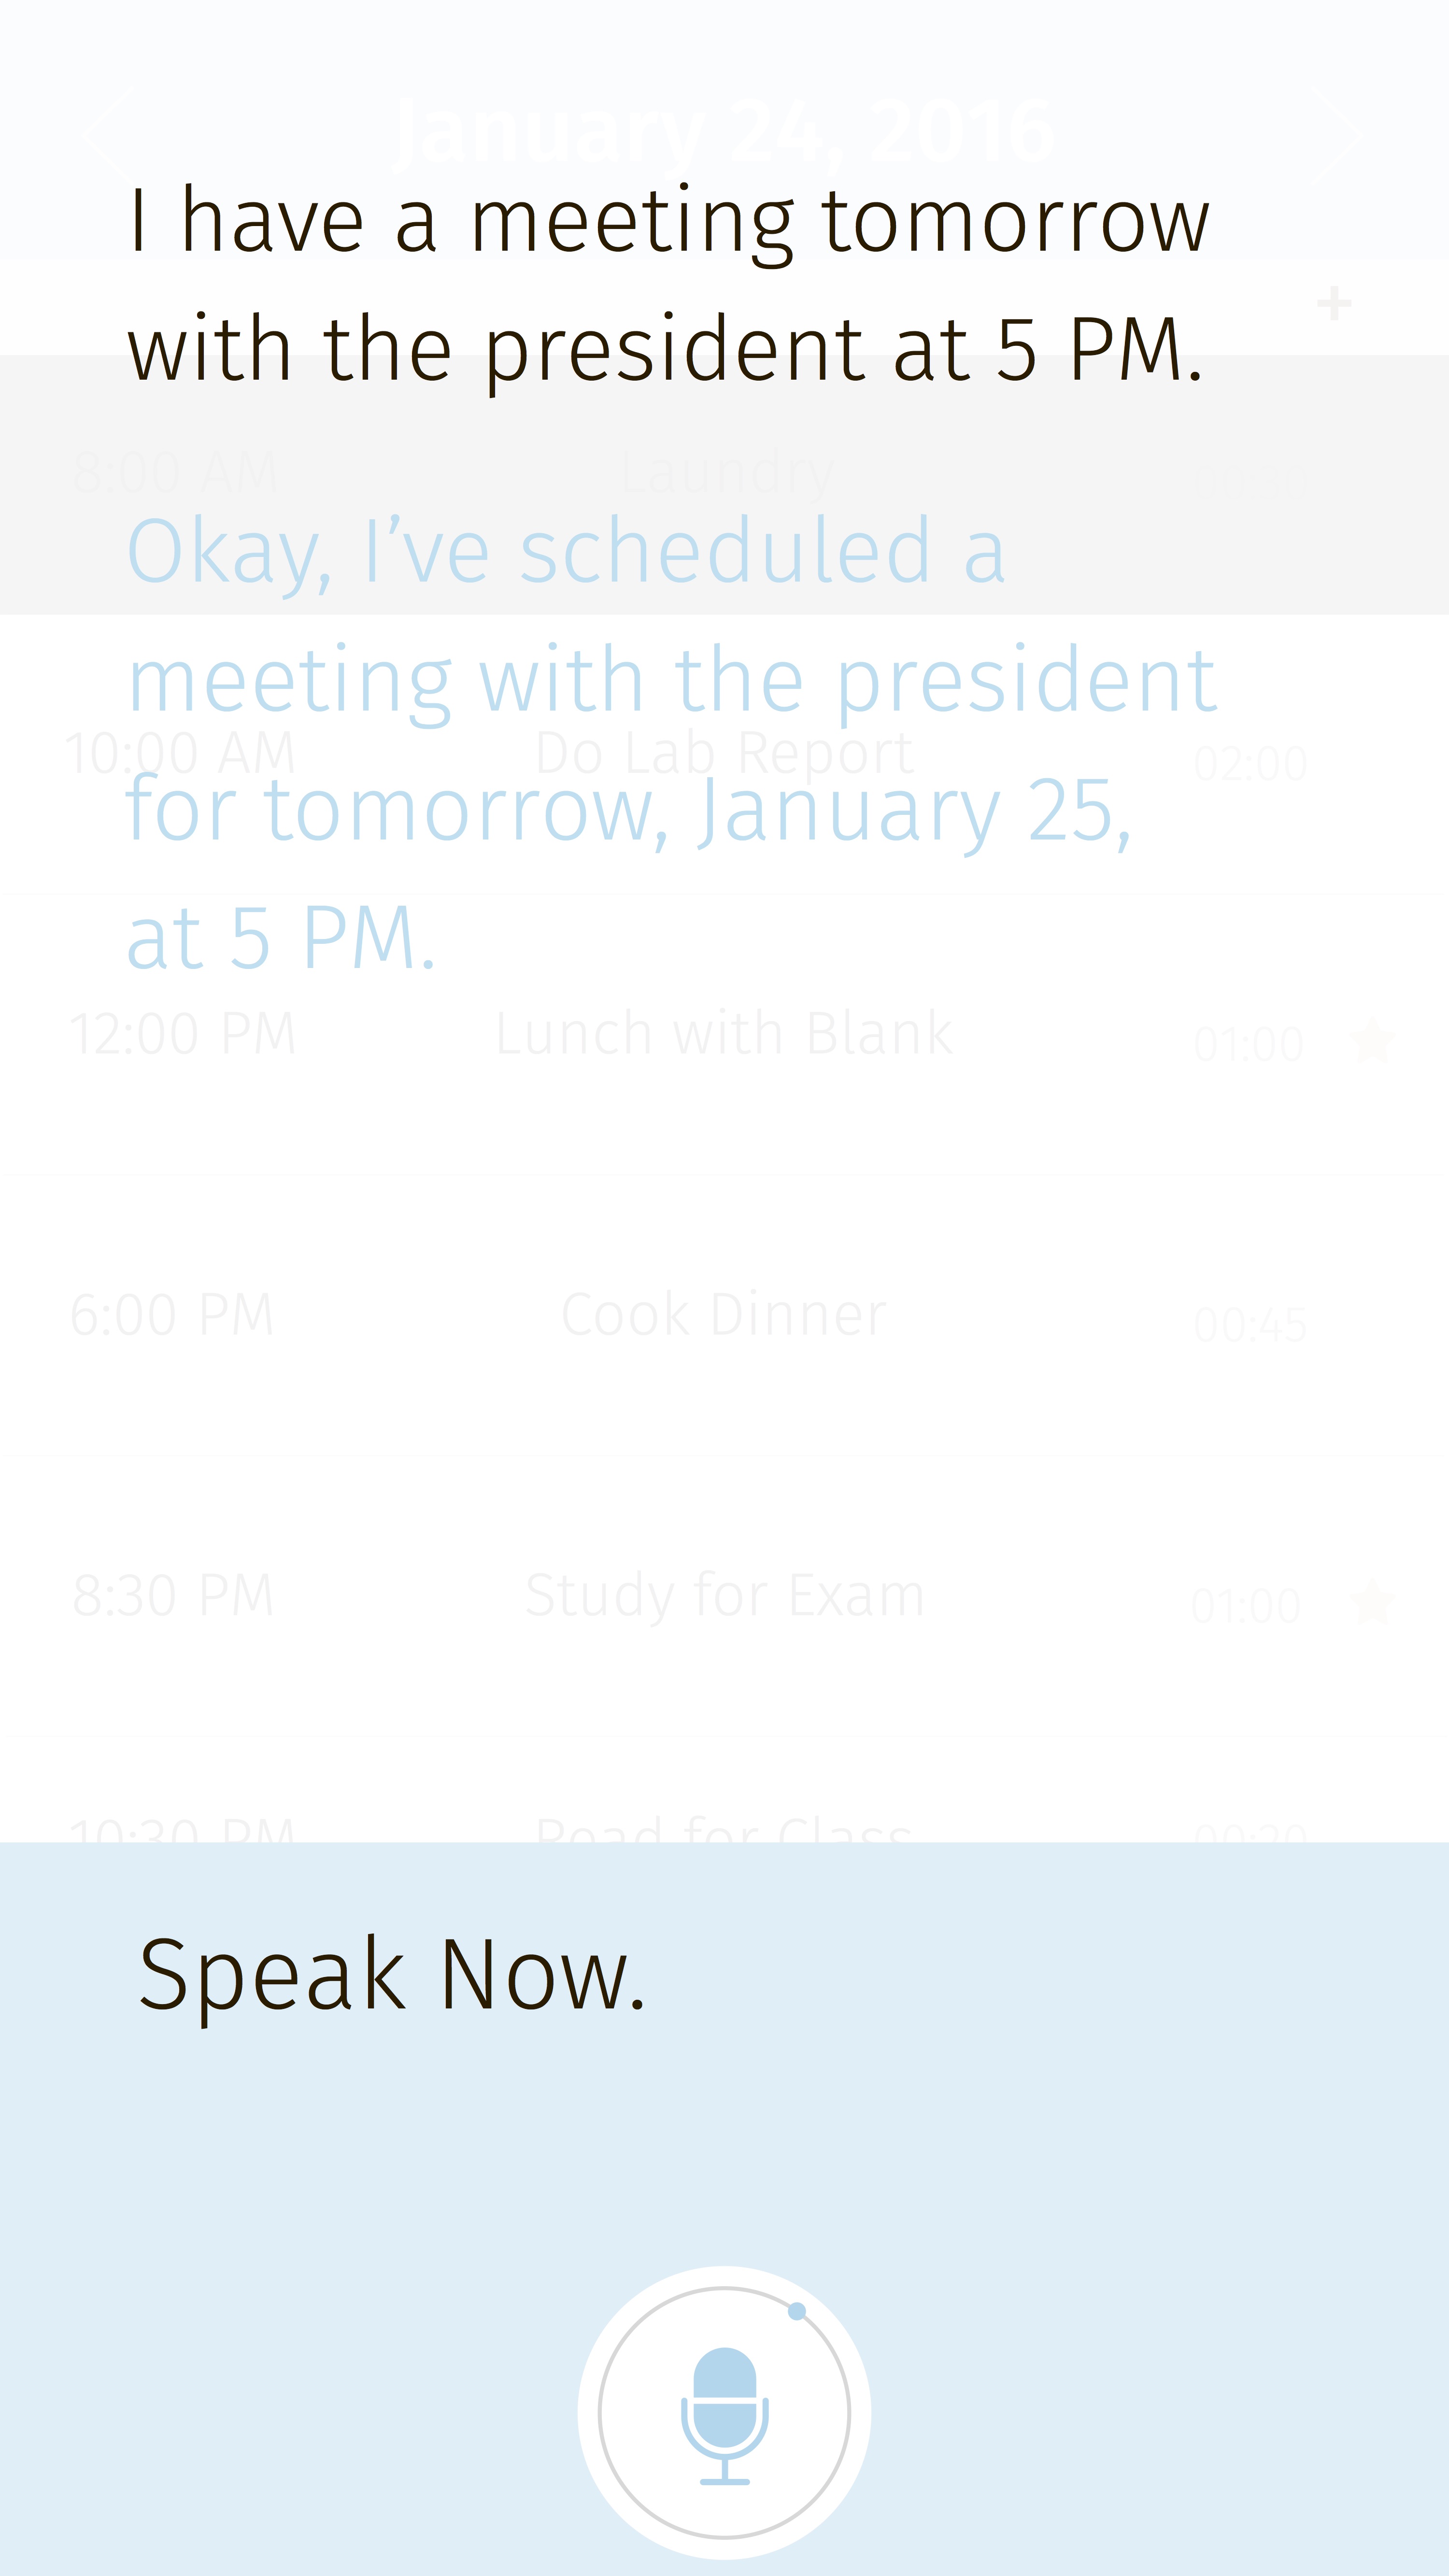 January 24, 2016
I have a meeting tomorrow
with the president at 5 PM.
8:00 AM Laundry
Okay, I’ve scheduled a
meeting with the president
10:00 AM Do Lab Report 02:00
for tomorrow, January 25,
at 5 PM.
12:00 PM Lunch with Blank 01:00
6:00 PM Cook Dinner 00:45
8:30 PM Study for Exam 01:00
10:30 PM Read for Class 00:20
Speak Now.